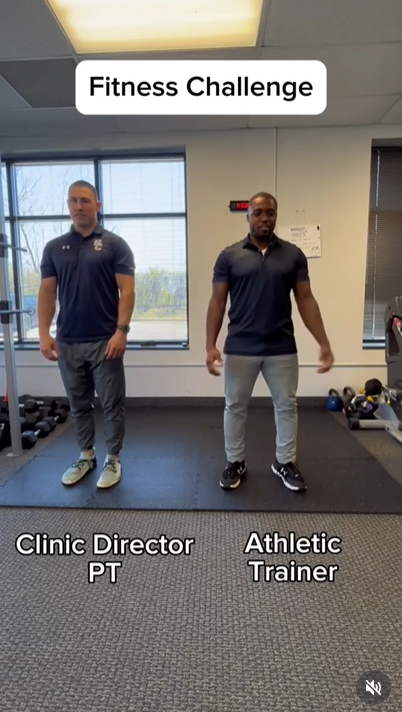 Fitness Challenge
Clinic Director
PT
Athletic
Trainer